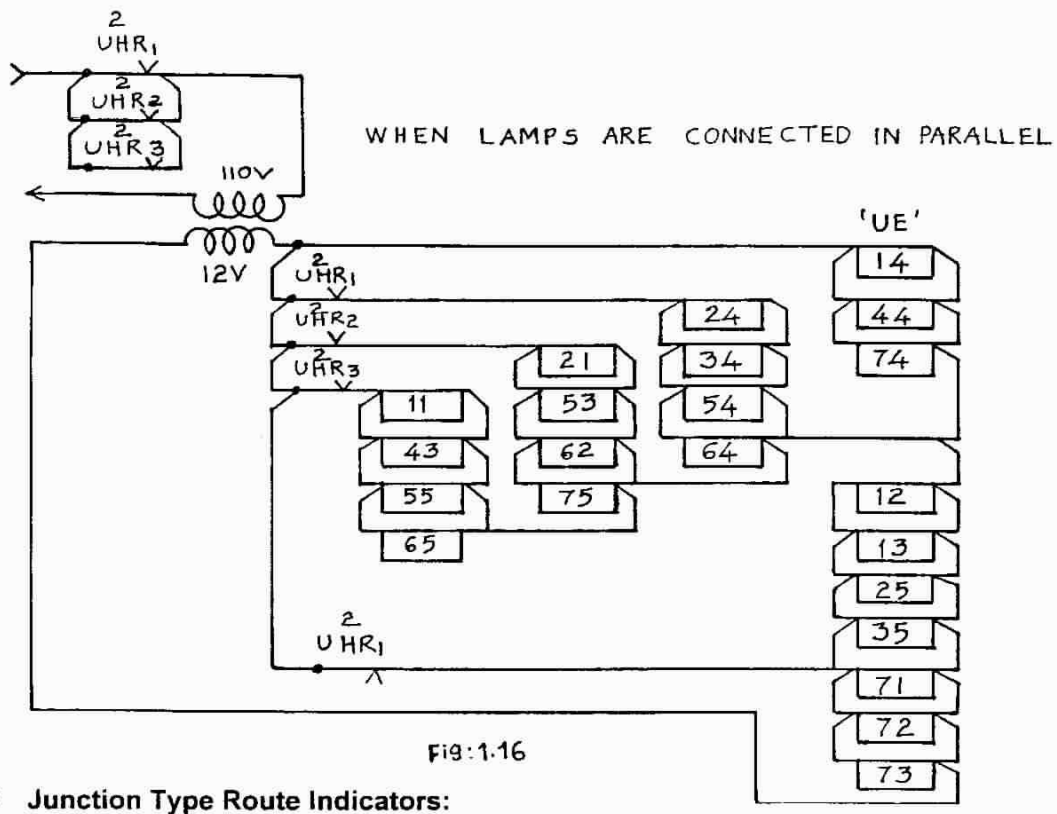 2
UHR1
2
UHR2
2
UHR3
WHEN LAMPS ARE CONNECTED IN PARALLEL
110V
12V
'UE'
14
2
UHR1
24
44
2
UHR2
21
34
74
2
UHR3
11
53
54
43
62
64
55
75
12
65
13
25
2
UHR1
35
71
72
73
Fig:1.16
Junction Type Route Indicators: